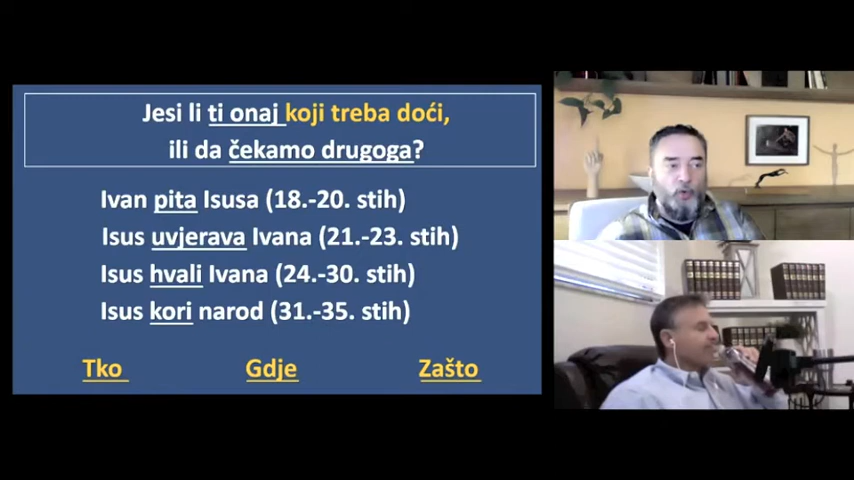 Jesi li ti onaj koji treba doći,
ili da čekamo drugoga?
Ivan pita Isusa (18.-20. stih)
Isus uvjerava Ivana (21.-23. stih)
Isus hvali Ivana (24.-30. stih)
Isus kori narod (31.-35. stih)
Tko Gdje Zašto